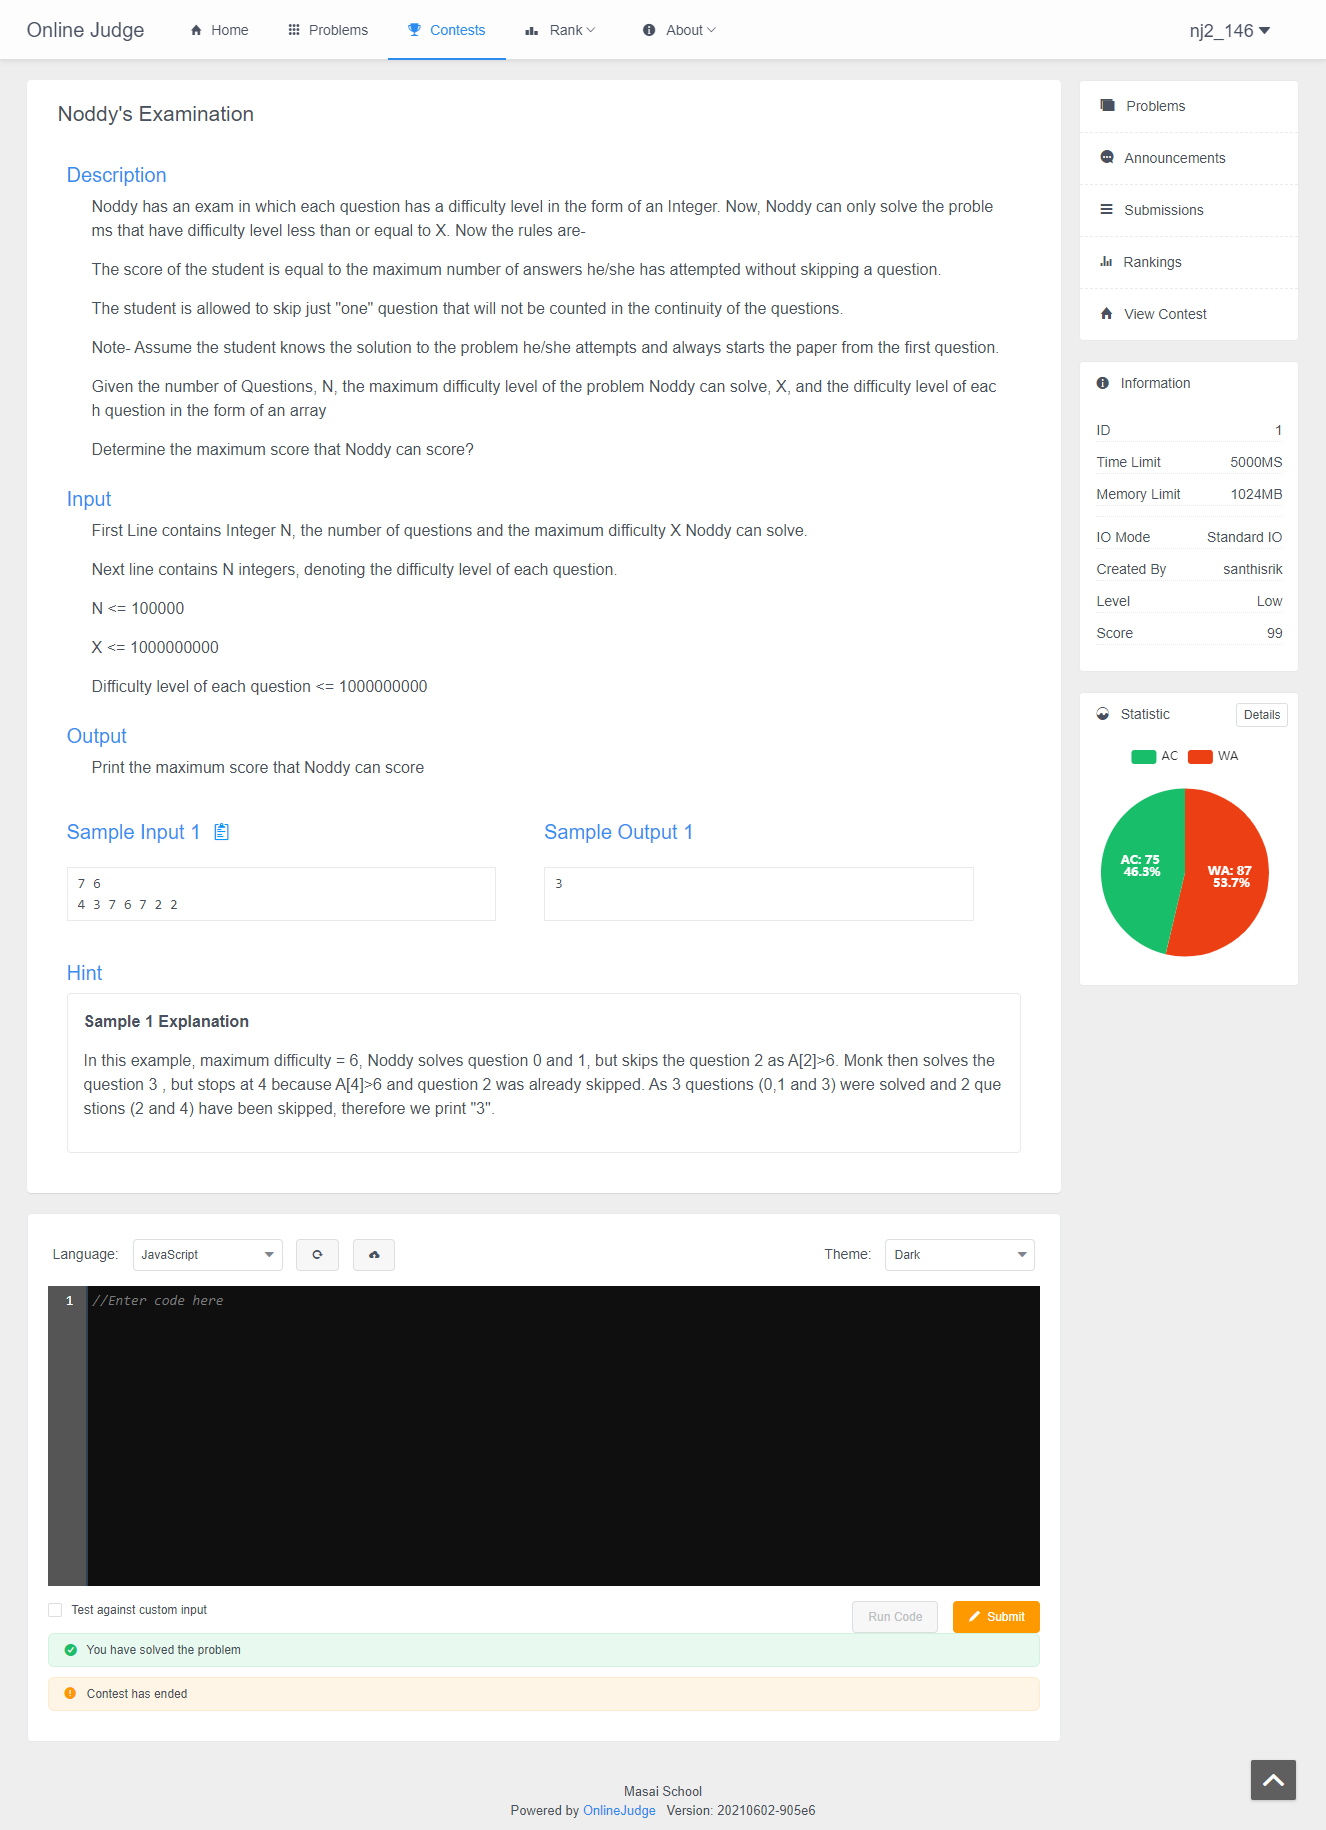 Online Judge
Home
Problems
Contests
Rank
About
nj2_146
Noddy's Examination
Description
Noddy has an exam in which each question has a difficulty level in the form of an Integer. Now, Noddy can only solve the proble
ms that have difficulty level less than or equal to X. Now the rules are-
The score of the student is equal to the maximum number of answers he/she has attempted without skipping a question.
The student is allowed to skip just "one" question that will not be counted in the continuity of the questions.
Note- Assume the student knows the solution to the problem he/she attempts and always starts the paper from the first question.
Given the number of Questions, N, the maximum difficulty level of the problem Noddy can solve, X, and the difficulty level of eac
h question in the form of an array
Determine the maximum score that Noddy can score?
Input
First Line contains Integer N, the number of questions and the maximum difficulty X Noddy can solve.
Next line contains N integers, denoting the difficulty level of each question.
N <= 100000
X <= 1000000000
Difficulty level of each question <= 1000000000
Output
Print the maximum score that Noddy can score
Sample Input 1
7 6
4 3 7 6 7 2 2
Sample Output 1
3
Hint
Sample 1 Explanation
In this example, maximum difficulty = 6, Noddy solves question 0 and 1, but skips the question 2 as A[2]>6. Monk then solves the
question 3 , but stops at 4 because A[4]>6 and question 2 was already skipped. As 3 questions (0,1 and 3) were solved and 2 que
stions (2 and 4) have been skipped, therefore we print "3".
Language:
JavaScript
Theme:
Dark
1
//Enter code here
Test against custom input
Run Code
Submit
You have solved the problem
Contest has ended
Problems
Announcements
Submissions
Rankings
View Contest
Information
ID 1
Time Limit 5000MS
Memory Limit 1024MB
IO Mode Standard IO
Created By santhisrik
Level Low
Score 99
Statistic
Details
AC WA
AC: 75
46.3%
WA: 87
53.7%
Masai School
Powered by OnlineJudge Version: 20210602-905e6